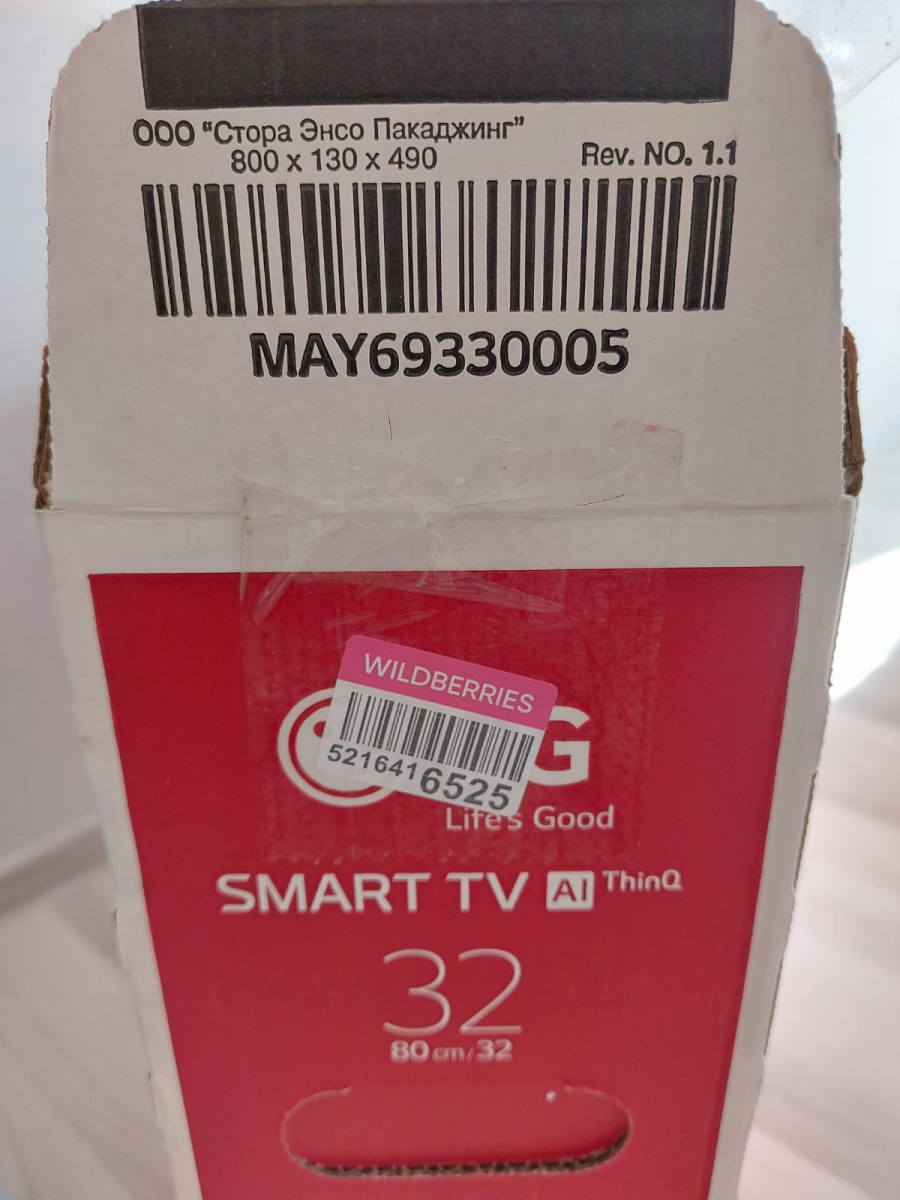 ООО "Стора Энсо Пакаджинг"
800 x 130 x 490
Rev. NO. 1.1
MAY69330005
WILDBERRIES
5216416525
G
Life's Good
SMART TV AI ThinQ
32
80 cm / 32